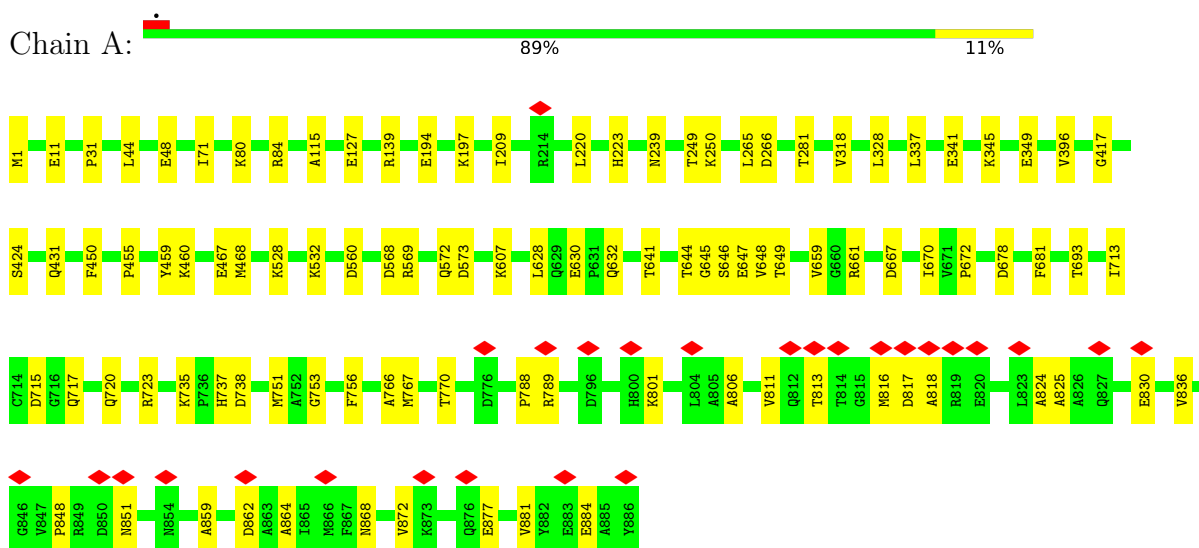 Chain A:
89%
11%
M1 E11 P31 L44 E48 I71 K80 R84 A115 E127 R139 E194 K197 I209 R214 L220 H223 N239 T249 K250 L265 D266 T281 V318 L328 L337 E341 K345 E349 V396 G417
S424 Q431 F450 P455 Y459 K460 E467 M468 K528 K532 D560 D568 R569 Q572 D573 K607 L628 Q629 E630 P631 Q632 T641 T644 G645 S646 E647 V648 T649 V659 G660 R661 D667 I670 V671 P672 D678 F681 T693 I713
C714 D715 G716 Q717 Q720 R723 K735 P736 H737 D738 M751 A752 G753 F756 A766 M767 T770 D776 P788 R789 D796 H800 K801 L804 A805 A806 V811 Q812 T813 T814 G815 M816 D817 A818 R819 E820 L823 A824 A825 A826 Q827 E830 V836
G846 V847 P848 R849 D850 N851 N854 A859 D862 A863 A864 I865 M866 F867 N868 V872 K873 Q876 E877 V881 Y882 E883 E884 A885 Y886